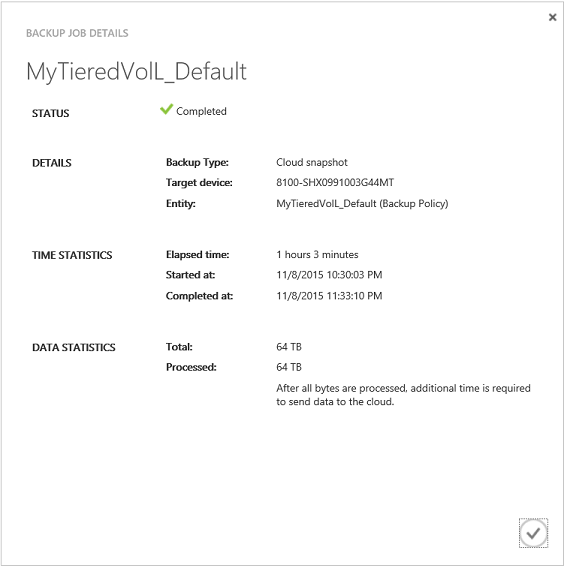 BACKUP JOB DETAILS
MyTieredVolL_Default
STATUS Completed
DETAILS Backup Type: Cloud snapshot
Target device: 8100-SHX0991003G44MT
Entity: MyTieredVolL_Default (Backup Policy)
TIME STATISTICS Elapsed time: 1 hours 3 minutes
Started at: 11/8/2015 10:30:03 PM
Completed at: 11/8/2015 11:33:10 PM
DATA STATISTICS Total: 64 TB
Processed: 64 TB
After all bytes are processed, additional time is required
to send data to the cloud.